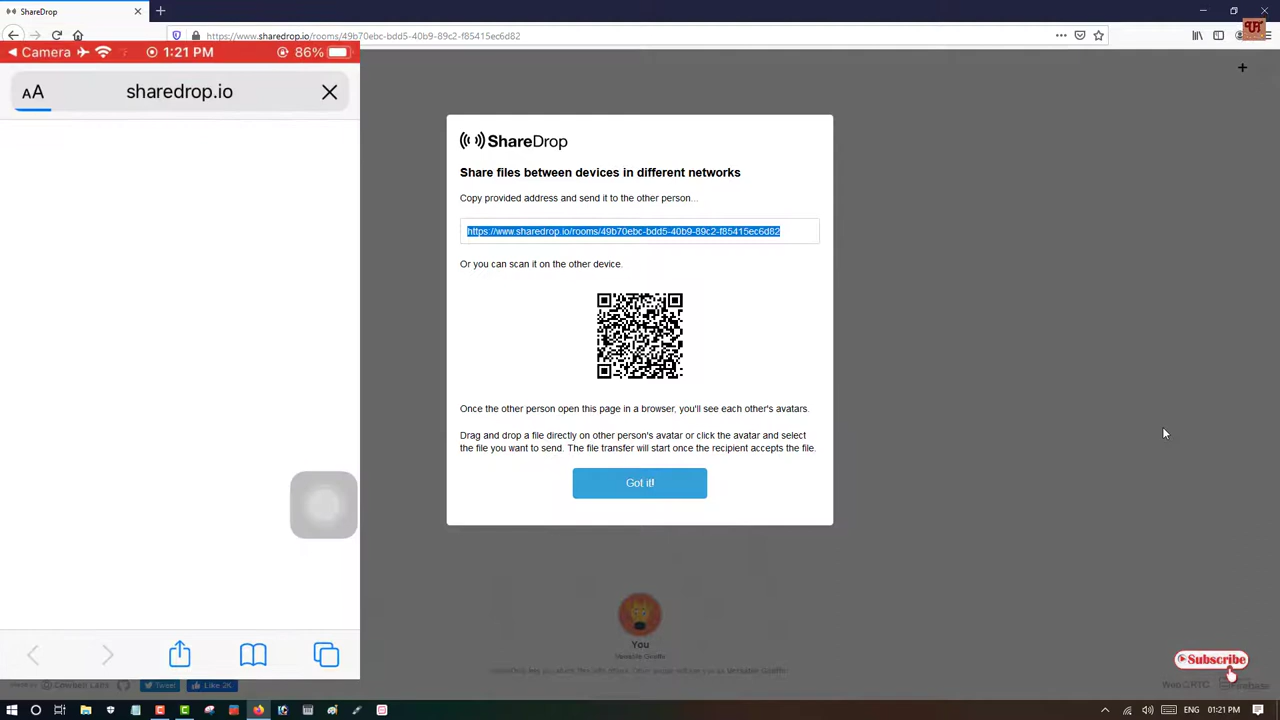 ShareDrop
https://www.sharedrop.io/rooms/49b70ebc-bdd5-40b9-89c2-f85415ec6d82
Camera
1:21 PM
86%
AA
sharedrop.io
ShareDrop
Share files between devices in different networks
Copy provided address and send it to the other person...
https://www.sharedrop.io/rooms/49b70ebc-bdd5-40b9-89c2-f85415ec6d82
Or you can scan it on the other device.
Once the other person open this page in a browser, you'll see each other's avatars.
Drag and drop a file directly on other person's avatar or click the avatar and select
the file you want to send. The file transfer will start once the recipient accepts the file.
Got it!
You
Subscribe
Cowbell Labs
Tweet
Like 2K
ENG
01:21 PM